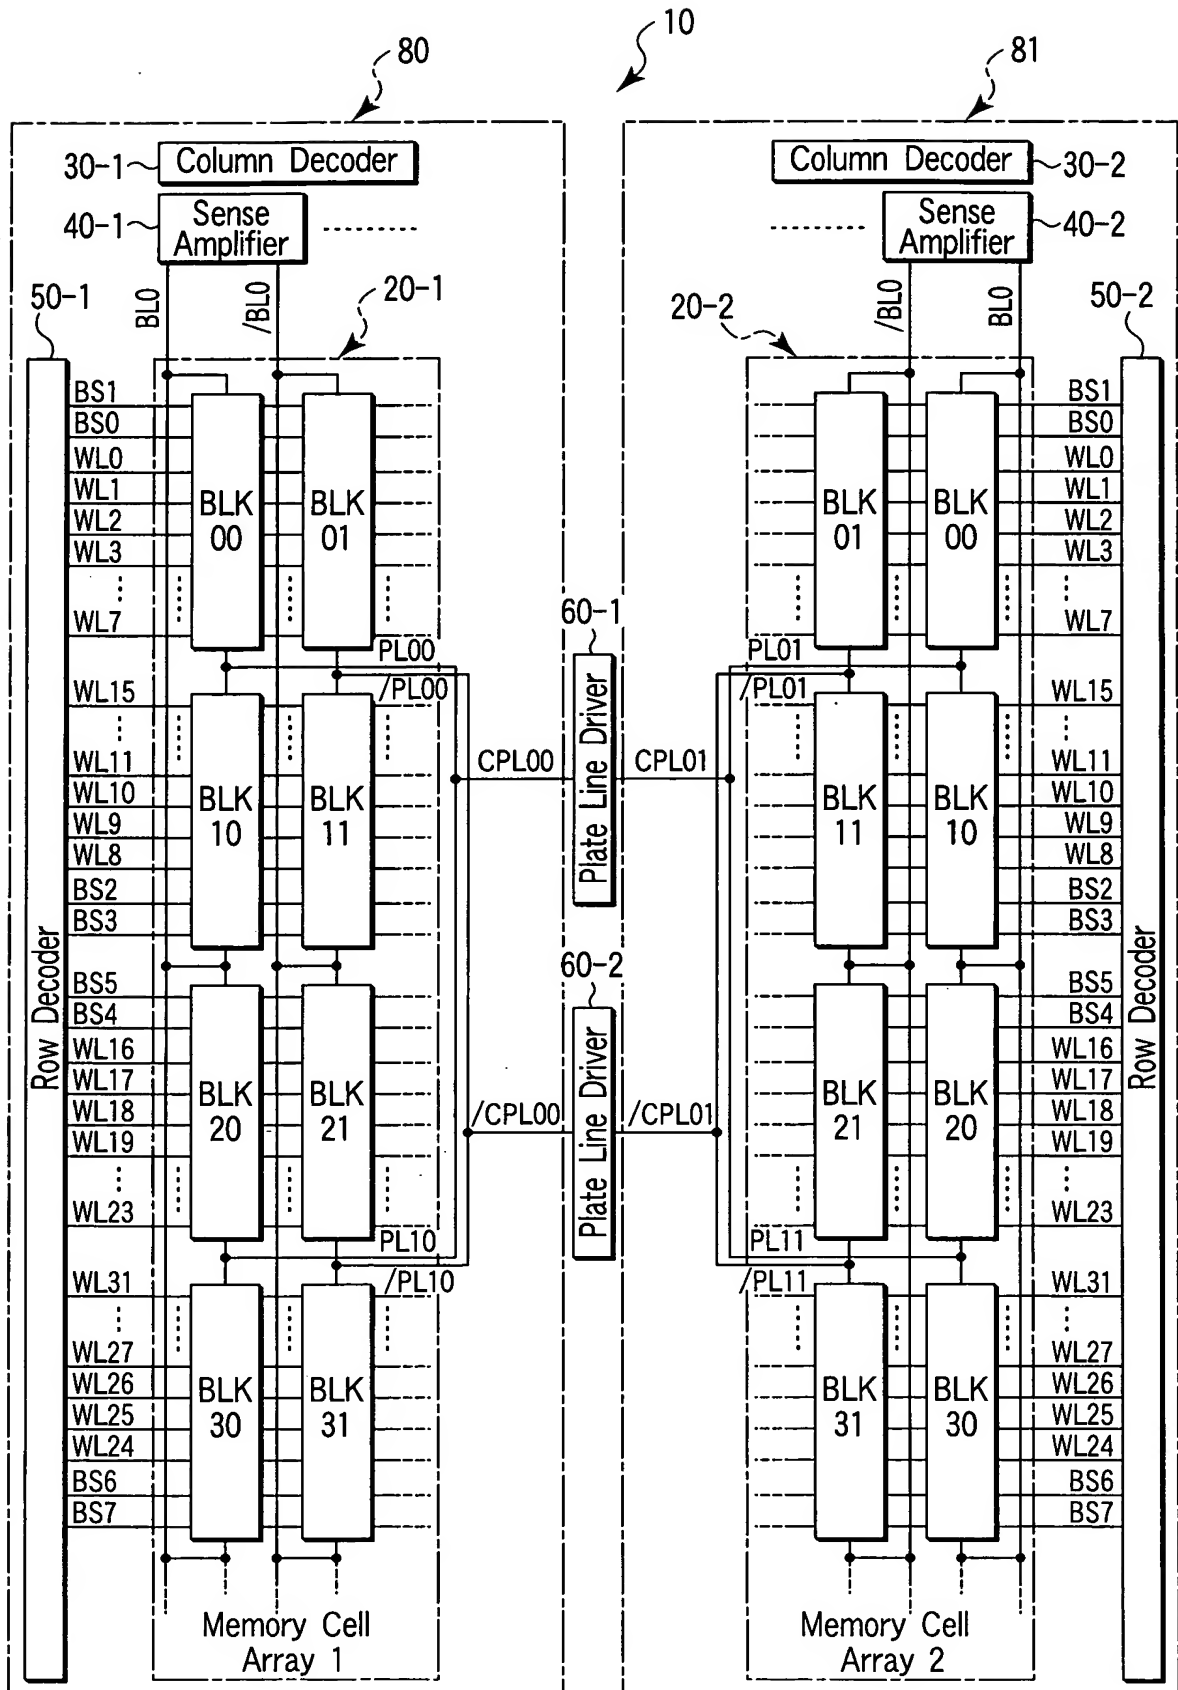 10
80
81
30-1
Column Decoder
Column Decoder
30-2
40-1
Sense
Amplifier
Sense
Amplifier
40-2
50-1
BL0
/BL0
20-1
20-2
/BL0
BL0
50-2
Row Decoder
BS1
BS0
WL0
WL1
WL2
WL3
WL7
WL15
WL11
WL10
WL9
WL8
BS2
BS3
BS5
BS4
WL16
WL17
WL18
WL19
WL23
WL31
WL27
WL26
WL25
WL24
BS6
BS7
BLK
00
BLK
01
BLK
10
BLK
11
BLK
20
BLK
21
BLK
30
BLK
31
PL00
/PL00
CPL00
/CPL00
PL10
/PL10
60-1
Plate Line Driver
60-2
Plate Line Driver
PL01
/PL01
CPL01
/CPL01
PL11
/PL11
BLK
01
BLK
00
BLK
11
BLK
10
BLK
21
BLK
20
BLK
31
BLK
30
BS1
BS0
WL0
WL1
WL2
WL3
WL7
WL15
WL11
WL10
WL9
WL8
BS2
BS3
BS5
BS4
WL16
WL17
WL18
WL19
WL23
WL31
WL27
WL26
WL25
WL24
BS6
BS7
Row Decoder
Memory Cell
Array 1
Memory Cell
Array 2